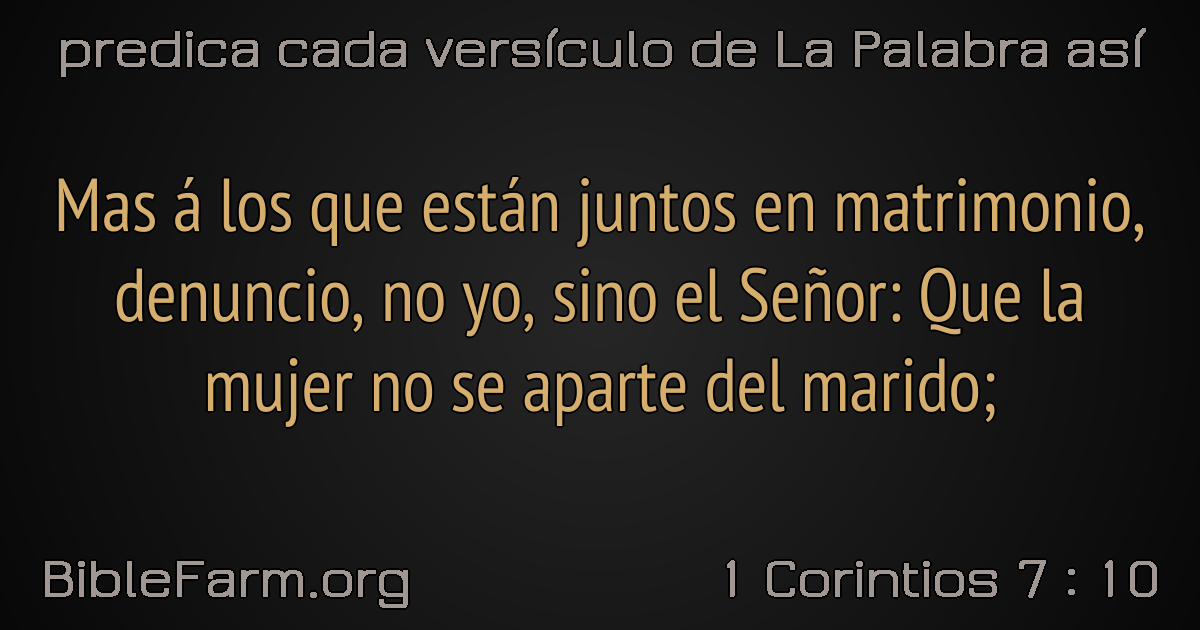 predica cada versículo de La Palabra así
Mas á los que están juntos en matrimonio,
denuncio, no yo, sino el Señor: Que la
mujer no se aparte del marido;
BibleFarm.org
1 Corintios 7 : 10